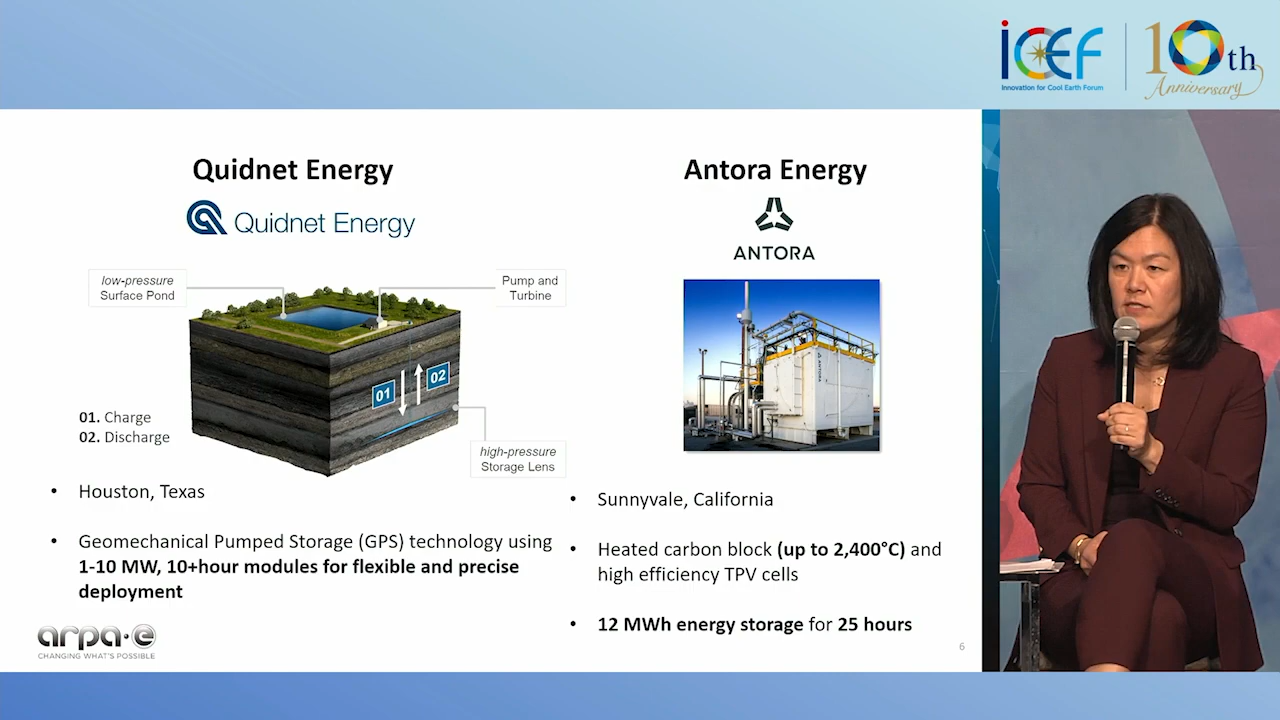 ICEF
Innovation for Cool Earth Forum
10th
Anniversary
Quidnet Energy
Quidnet Energy
low-pressure
Surface Pond
Pump and
Turbine
01
02
01. Charge
02. Discharge
high-pressure
Storage Lens
• Houston, Texas
• Geomechanical Pumped Storage (GPS) technology using
1-10 MW, 10+hour modules for flexible and precise
deployment
Antora Energy
ANTORA
ANTORA
• Sunnyvale, California
• Heated carbon block (up to 2,400°C) and
high efficiency TPV cells
• 12 MWh energy storage for 25 hours
arpa·e
CHANGING WHAT'S POSSIBLE
6